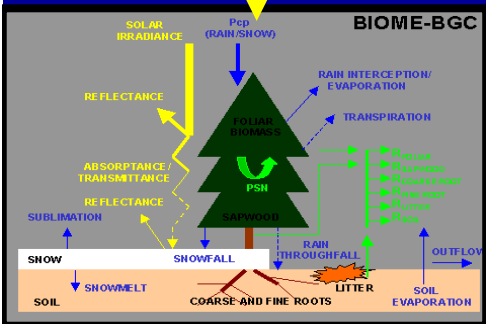 BIOME-BGC
SOLAR
IRRADIANCE
Pcp
(RAIN/SNOW)
RAIN INTERCEPTION/
EVAPORATION
REFLECTANCE
FOLIAR
BIOMASS
TRANSPIRATION
ABSORPTANCE/
TRANSMITTANCE
PSN
REFLECTANCE
SUBLIMATION
SAPWOOD
RAIN
THROUGHFALL
OUTFLOW
SNOW
SNOWFALL
SNOWMELT
LITTER
SOIL
EVAPORATION
SOIL
COARSE AND FINE ROOTS